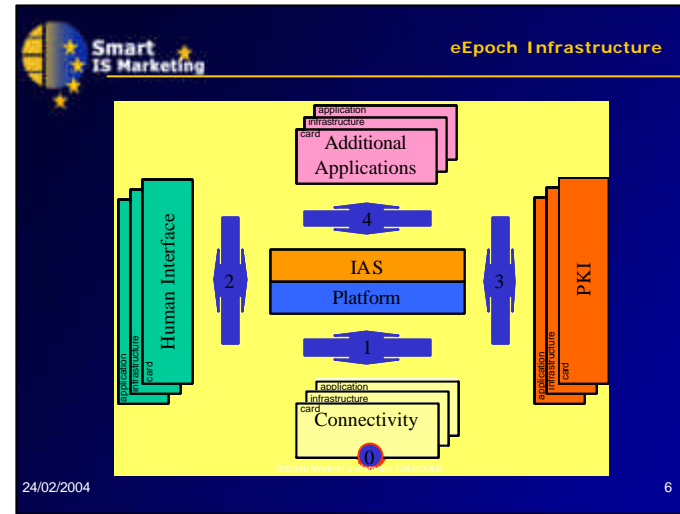 Smart
IS Marketing
eEpoch Infrastructure
application
infrastructure
card
Additional
Applications
4
application
infrastructure
card
Human Interface
2
IAS
Platform
3
application
infrastructure
card
PKI
1
application
infrastructure
card
Connectivity
0
24/02/2004
6